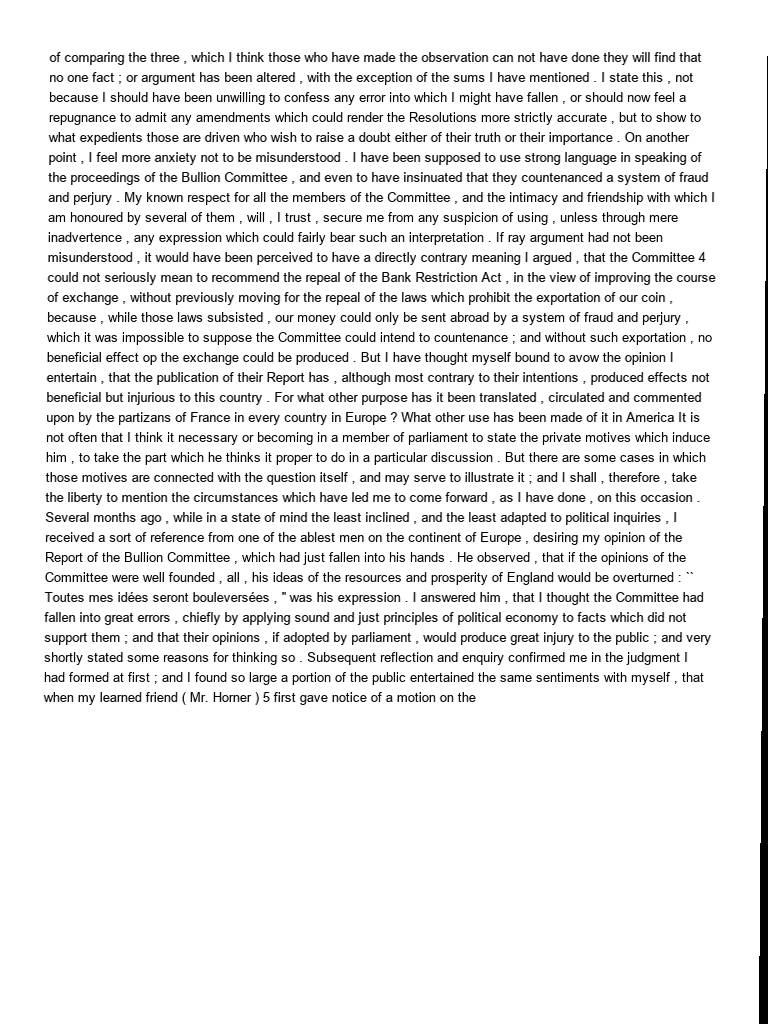 of comparing the three , which I think those who have made the observation can not have done they will find that
no one fact ; or argument has been altered , with the exception of the sums I have mentioned . I state this , not
because I should have been unwilling to confess any error into which I might have fallen , or should now feel a
repugnance to admit any amendments which could render the Resolutions more strictly accurate , but to show to
what expedients those are driven who wish to raise a doubt either of their truth or their importance . On another
point , I feel more anxiety not to be misunderstood . I have been supposed to use strong language in speaking of
the proceedings of the Bullion Committee , and even to have insinuated that they countenanced a system of fraud
and perjury . My known respect for all the members of the Committee , and the intimacy and friendship with which I
am honoured by several of them , will , I trust , secure me from any suspicion of using , unless through mere
inadvertence , any expression which could fairly bear such an interpretation . If ray argument had not been
misunderstood , it would have been perceived to have a directly contrary meaning I argued , that the Committee 4
could not seriously mean to recommend the repeal of the Bank Restriction Act , in the view of improving the course
of exchange , without previously moving for the repeal of the laws which prohibit the exportation of our coin ,
because , while those laws subsisted , our money could only be sent abroad by a system of fraud and perjury ,
which it was impossible to suppose the Committee could intend to countenance ; and without such exportation , no
beneficial effect op the exchange could be produced . But I have thought myself bound to avow the opinion I
entertain , that the publication of their Report has , although most contrary to their intentions , produced effects not
beneficial but injurious to this country . For what other purpose has it been translated , circulated and commented
upon by the partizans of France in every country in Europe ? What other use has been made of it in America It is
not often that I think it necessary or becoming in a member of parliament to state the private motives which induce
him , to take the part which he thinks it proper to do in a particular discussion . But there are some cases in which
those motives are connected with the question itself , and may serve to illustrate it ; and I shall , therefore , take
the liberty to mention the circumstances which have led me to come forward , as I have done , on this occasion .
Several months ago , while in a state of mind the least inclined , and the least adapted to political inquiries , I
received a sort of reference from one of the ablest men on the continent of Europe , desiring my opinion of the
Report of the Bullion Committee , which had just fallen into his hands . He observed , that if the opinions of the
Committee were well founded , all , his ideas of the resources and prosperity of England would be overturned : ``
Toutes mes idées seront bouleversées , '' was his expression . I answered him , that I thought the Committee had
fallen into great errors , chiefly by applying sound and just principles of political economy to facts which did not
support them ; and that their opinions , if adopted by parliament , would produce great injury to the public ; and very
shortly stated some reasons for thinking so . Subsequent reflection and enquiry confirmed me in the judgment I
had formed at first ; and I found so large a portion of the public entertained the same sentiments with myself , that
when my learned friend ( Mr. Horner ) 5 first gave notice of a motion on the